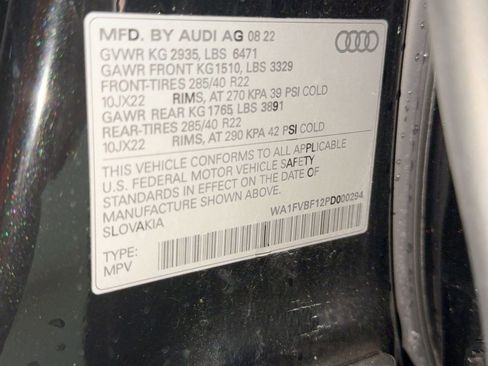 MFD. BY AUDI AG 08 22
GVWR KG 2935, LBS 6471
GAWR FRONT KG1510, LBS 3329
FRONT-TIRES 285/40 R22
10JX22 RIMS, AT 270 KPA 39 PSI COLD
GAWR REAR KG 1765, LBS 3891
REAR-TIRES 285/40 R22
10JX22 RIMS, AT 290 KPA 42 PSI COLD
THIS VEHICLE CONFORMS TO ALL APPLICABLE
U.S. FEDERAL MOTOR VEHICLE SAFETY
STANDARDS IN EFFECT ON THE DATE OF
MANUFACTURE SHOWN ABOVE.
SLOVAKIA
WA1FVBF12PD000294
TYPE:
MPV